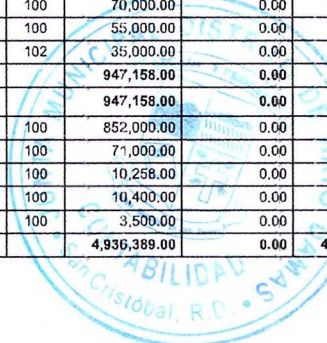 100 70,000.00 0.00
100 55,000.00 0.00
102 35,000.00 0.00
947,158.00 0.00
947,158.00 0.00
100 852,000.00 0.00
100 71,000.00 0.00
100 10,258.00 0.00
100 10,400.00 0.00
100 3,500.00 0.00
4,936,389.00 0.00 4
CONTABILIDAD
San Cristóbal, R.D.